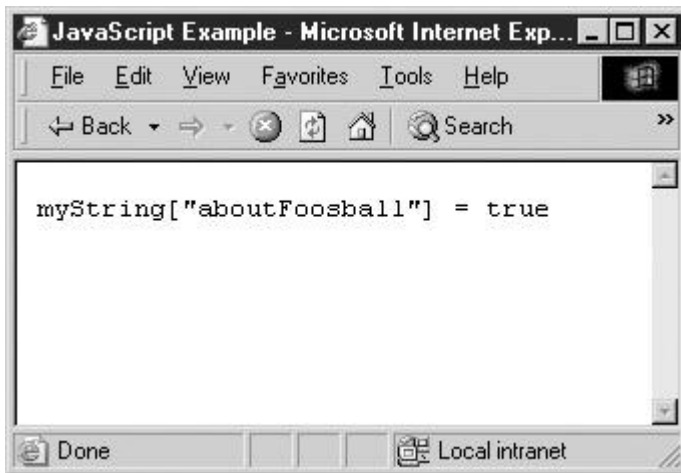 JavaScript Example - Microsoft Internet Exp...
File Edit View Favorites Tools Help
Back Search »
myString["aboutFoosball"] = true
Done Local intranet